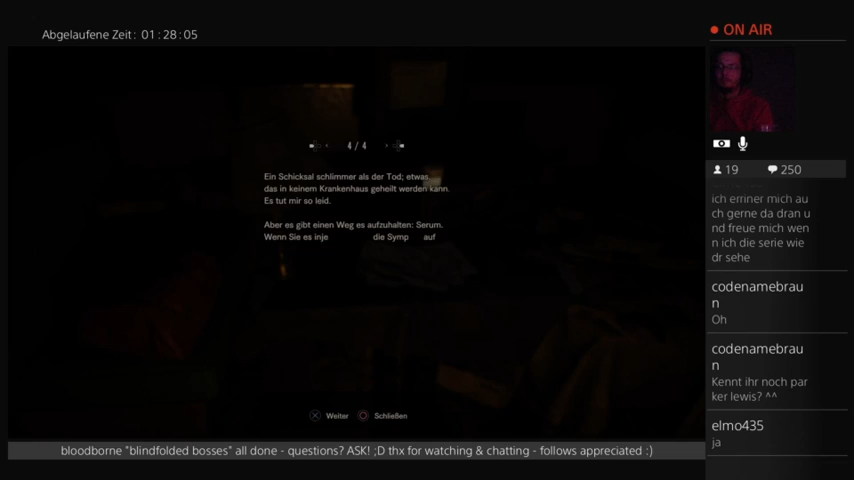 Abgelaufene Zeit: 01:28:05
ON AIR
4 / 4
19
250
Ein Schicksal schlimmer als der Tod; etwas,
das in keinem Krankenhaus geheilt werden kann.
Es tut mir so leid.
Aber es gibt einen Weg es aufzuhalten: Serum.
Wenn Sie es inje die Symp auf
Weiter
Schließen
ich erriner mich au
ch gerne da dran u
nd freue mich wen
n ich die serie wie
dr sehe
codenamebrau
n
Oh
codenamebrau
n
Kennt ihr noch par
ker lewis? ^^
elmo435
ja
bloodborne "blindfolded bosses" all done - questions? ASK! ;D thx for watching & chatting - follows appreciated :)